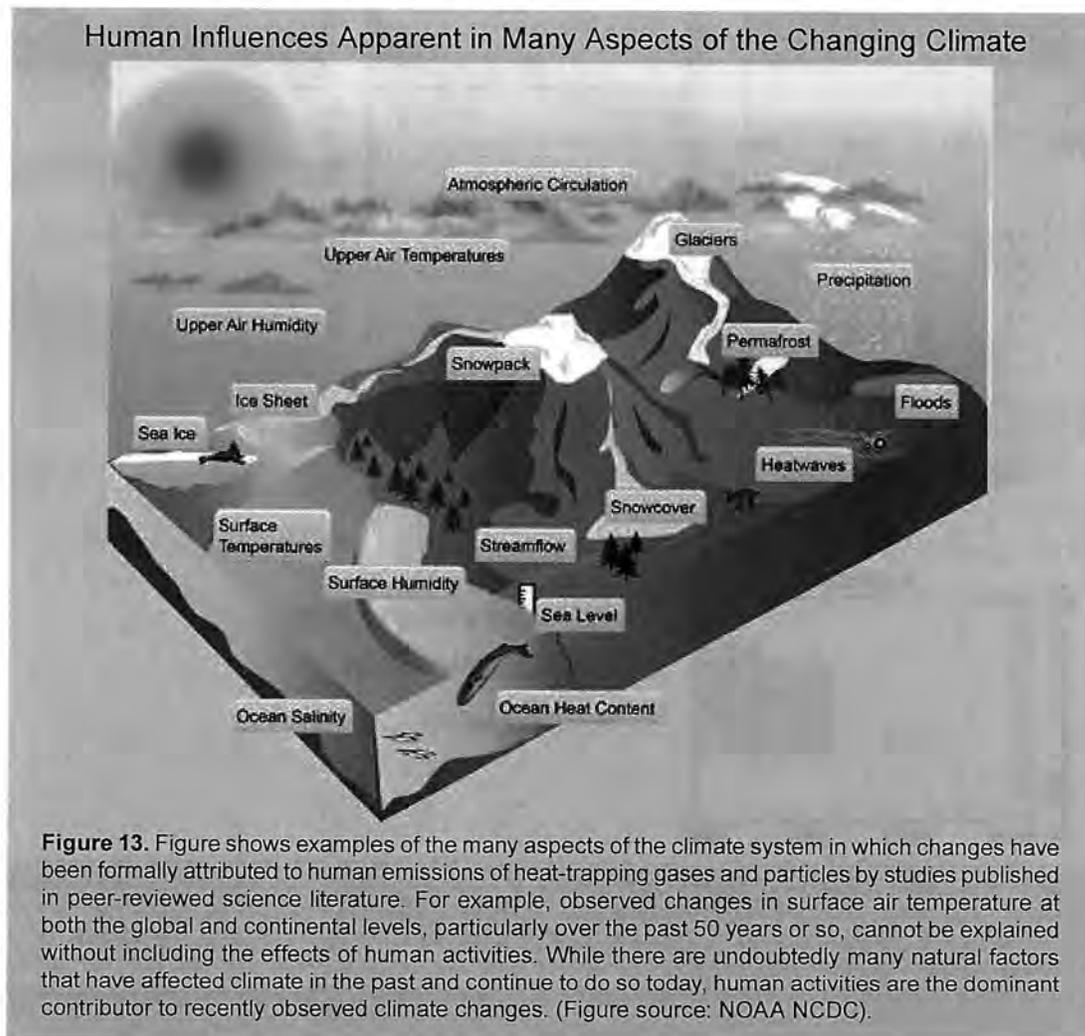 Human Influences Apparent in Many Aspects of the Changing Climate
Atmospheric Circulation
Glaciers
Upper Air Temperatures
Precipitation
Upper Air Humidity
Permafrost
Snowpack
Ice Sheet
Floods
Sea Ice
Heatwaves
Snowcover
Surface
Temperatures
Streamflow
Surface Humidity
Sea Level
Ocean Heat Content
Ocean Salinity
Figure 13. Figure shows examples of the many aspects of the climate system in which changes have
been formally attributed to human emissions of heat-trapping gases and particles by studies published
in peer-reviewed science literature. For example, observed changes in surface air temperature at
both the global and continental levels, particularly over the past 50 years or so, cannot be explained
without including the effects of human activities. While there are undoubtedly many natural factors
that have affected climate in the past and continue to do so today, human activities are the dominant
contributor to recently observed climate changes. (Figure source: NOAA NCDC).